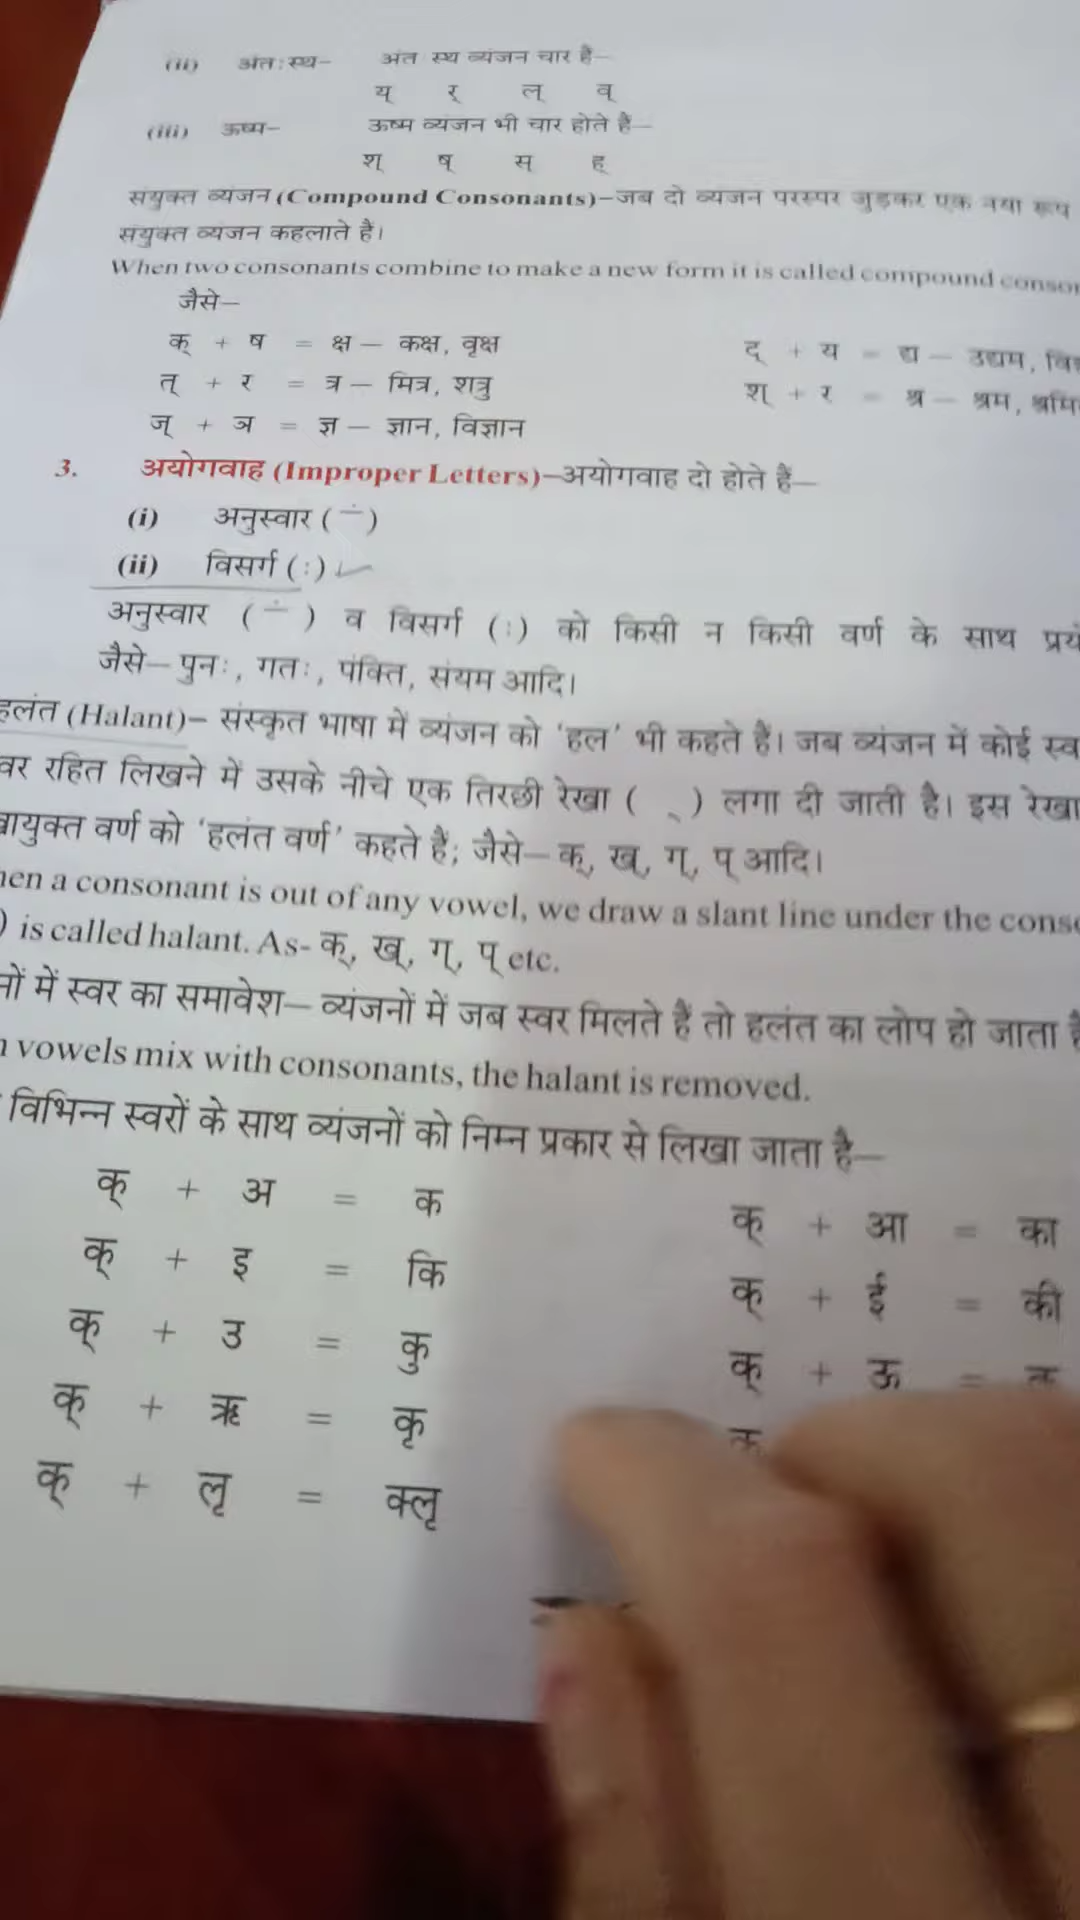 (ii) अंत:स्थ– अंत स्थ व्यंजन चार है–
य् र् ल् व्
(iii) ऊष्म– ऊष्म व्यंजन भी चार होते हैं–
श् ष् स् ह्
संयुक्त व्यंजन (Compound Consonants)–जब दो व्यंजन परस्पर जुड़कर एक नया रूप
संयुक्त व्यंजन कहलाते हैं।
When two consonants combine to make a new form it is called compound
जैसे–
क् + ष = क्ष – कक्ष, वृक्ष द् + य = द्य – उद्यम,
त् + र = त्र – मित्र, शत्रु श् + र = श्र – श्रम,
ज् + ञ = ज्ञ – ज्ञान, विज्ञान
3. अयोगवाह (Improper Letters)–अयोगवाह दो होते हैं–
(i) अनुस्वार ( ∸ )
(ii) विसर्ग (:)
अनुस्वार ( ∸ ) व विसर्ग (:) को किसी न किसी वर्ण के साथ
जैसे– पुनः, गतः, पंक्ति, संयम आदि।
हलंत (Halant)– संस्कृत भाषा में व्यंजन को 'हल' भी कहते हैं। जब व्यंजन में कोई
रहित लिखने में उसके नीचे एक तिरछी रेखा ( ् ) लगा दी जाती है। इस रेखा
वर्ण को 'हलंत वर्ण' कहते हैं; जैसे– क्, ख्, ग्, प् आदि।
a consonant is out of any vowel, we draw a slant line under the
) is called halant. As- क्, ख्, ग्, प् etc.
में स्वर का समावेश– व्यंजनों में जब स्वर मिलते हैं तो हलंत का लोप हो जाता है
vowels mix with consonants, the halant is removed.
विभिन्न स्वरों के साथ व्यंजनों को निम्न प्रकार से लिखा जाता है–
क् + अ = क क् + आ = का
क् + इ = कि क् + ई = की
क् + उ = कु क् + ऊ =
क् + ऋ = कृ
क् + लृ = क्लृ